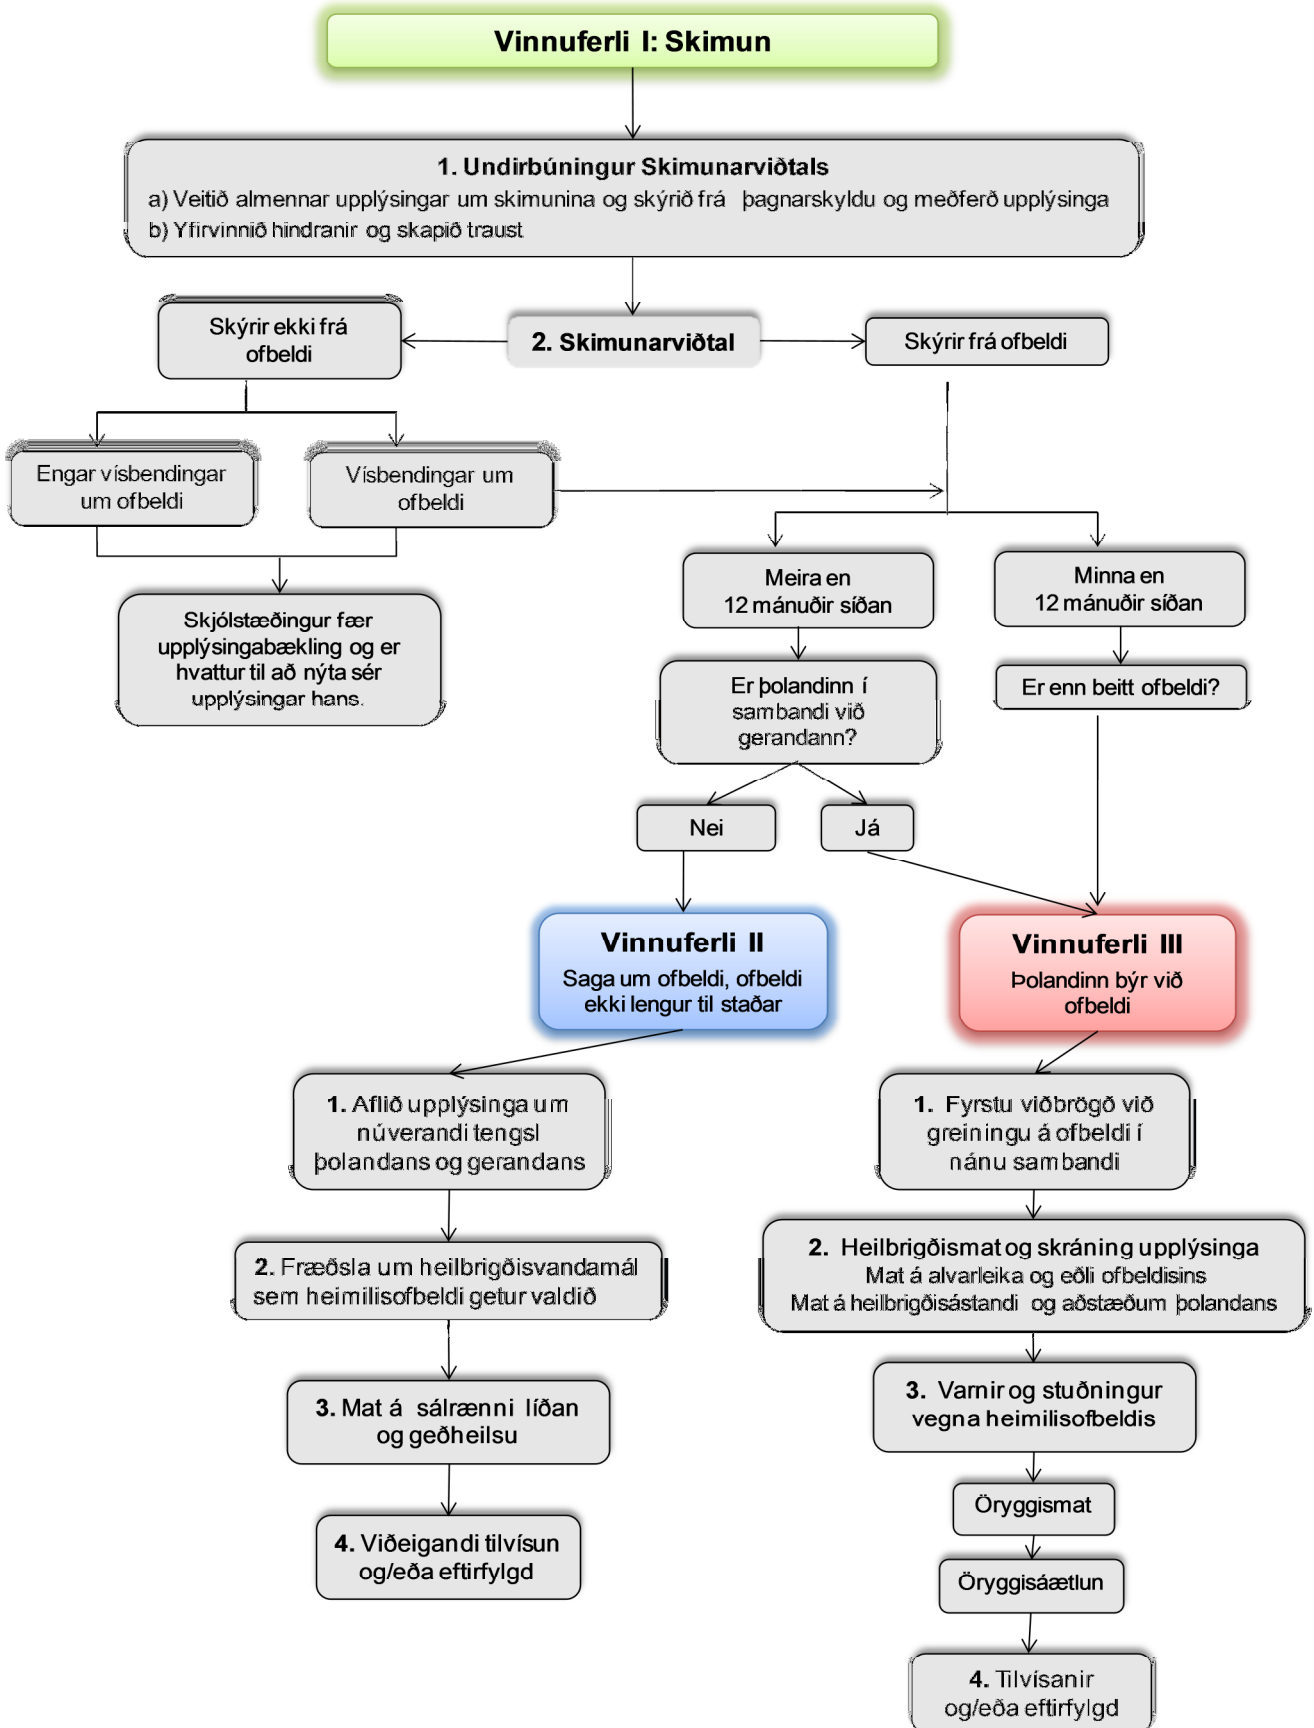 Vinnuferli I: Skimun
1. Undirbúningur Skimunarviðtals
a) Veitið almennar upplýsingar um skimunina og skýrið frá þagnarskyldu og meðferð upplýsinga
b) Yfirvinnið hindranir og skapið traust
Skýrir ekki frá
ofbeldi
2. Skimunarviðtal
Skýrir frá ofbeldi
Engar vísbendingar
um ofbeldi
Vísbendingar um
ofbeldi
Skjólstæðingur fær
upplýsingabækling og er
hvattur til að nýta sér
upplýsingar hans.
Meira en
12 mánuðir síðan
Minna en
12 mánuðir síðan
Er þolandinn í
sambandi við
gerandann?
Er enn beitt ofbeldi?
Nei
Já
Vinnuferli II
Saga um ofbeldi, ofbeldi
ekki lengur til staðar
Vinnuferli III
Þolandinn býr við
ofbeldi
1. Aflið upplýsinga um
núverandi tengsl
þolandans og gerandans
2. Fræðsla um heilbrigðisvandamál
sem heimilisofbeldi getur valdið
3. Mat á sálrænni líðan
og geðheilsu
4. Viðeigandi tilvísun
og/eða eftirfylgd
1. Fyrstu viðbrögð við
greiningu á ofbeldi í
nánu sambandi
2. Heilbrigðismat og skráning upplýsinga
Mat á alvarleika og eðli ofbeldisins
Mat á heilbrigðisástandi og aðstæðum þolandans
3. Varnir og stuðningur
vegna heimilisofbeldis
Öryggismat
Öryggisáætlun
4. Tilvísanir
og/eða eftirfylgd